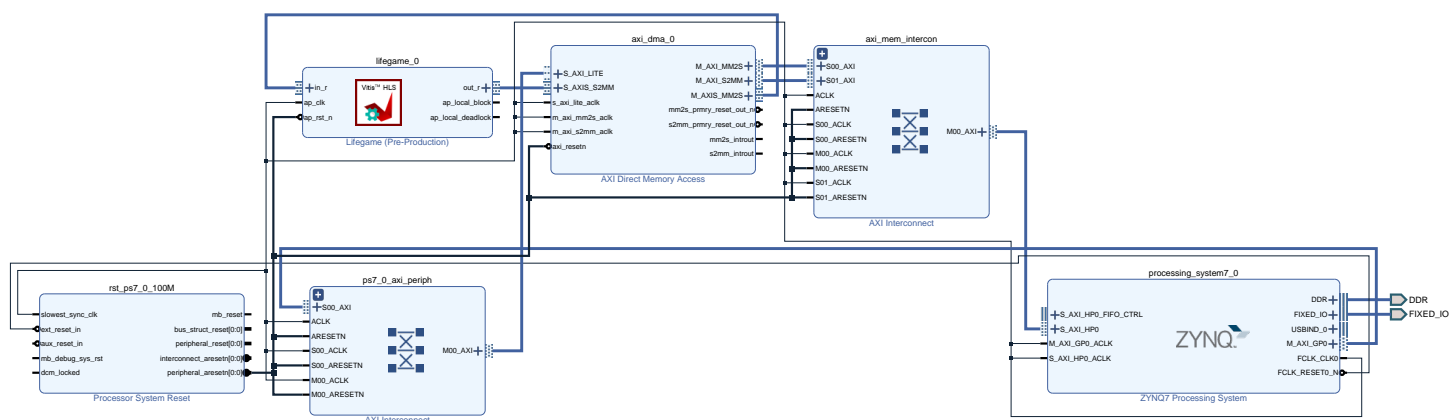 lifegame_0
in_r
ap_clk
ap_rst_n
out_r
ap_local_block
ap_local_deadlock
Vitis™ HLS
Lifegame (Pre-Production)
axi_dma_0
S_AXI_LITE
S_AXIS_S2MM
s_axi_lite_aclk
m_axi_mm2s_aclk
m_axi_s2mm_aclk
axi_resetn
M_AXI_MM2S
M_AXI_S2MM
M_AXIS_MM2S
mm2s_prmry_reset_out_n
s2mm_prmry_reset_out_n
mm2s_introut
s2mm_introut
AXI Direct Memory Access
axi_mem_intercon
S00_AXI
S01_AXI
ACLK
ARESETN
S00_ACLK
S00_ARESETN
M00_ACLK
M00_ARESETN
S01_ACLK
S01_ARESETN
M00_AXI
AXI Interconnect
rst_ps7_0_100M
slowest_sync_clk
ext_reset_in
aux_reset_in
mb_debug_sys_rst
dcm_locked
mb_reset
bus_struct_reset[0:0]
peripheral_reset[0:0]
interconnect_aresetn[0:0]
peripheral_aresetn[0:0]
Processor System Reset
ps7_0_axi_periph
S00_AXI
ACLK
ARESETN
S00_ACLK
S00_ARESETN
M00_ACLK
M00_ARESETN
M00_AXI
AXI Interconnect
processing_system7_0
S_AXI_HP0_FIFO_CTRL
S_AXI_HP0
M_AXI_GP0_ACLK
S_AXI_HP0_ACLK
ZYNQ
DDR
FIXED_IO
USBIND_0
M_AXI_GP0
FCLK_CLK0
FCLK_RESET0_N
ZYNQ7 Processing System
DDR
FIXED_IO